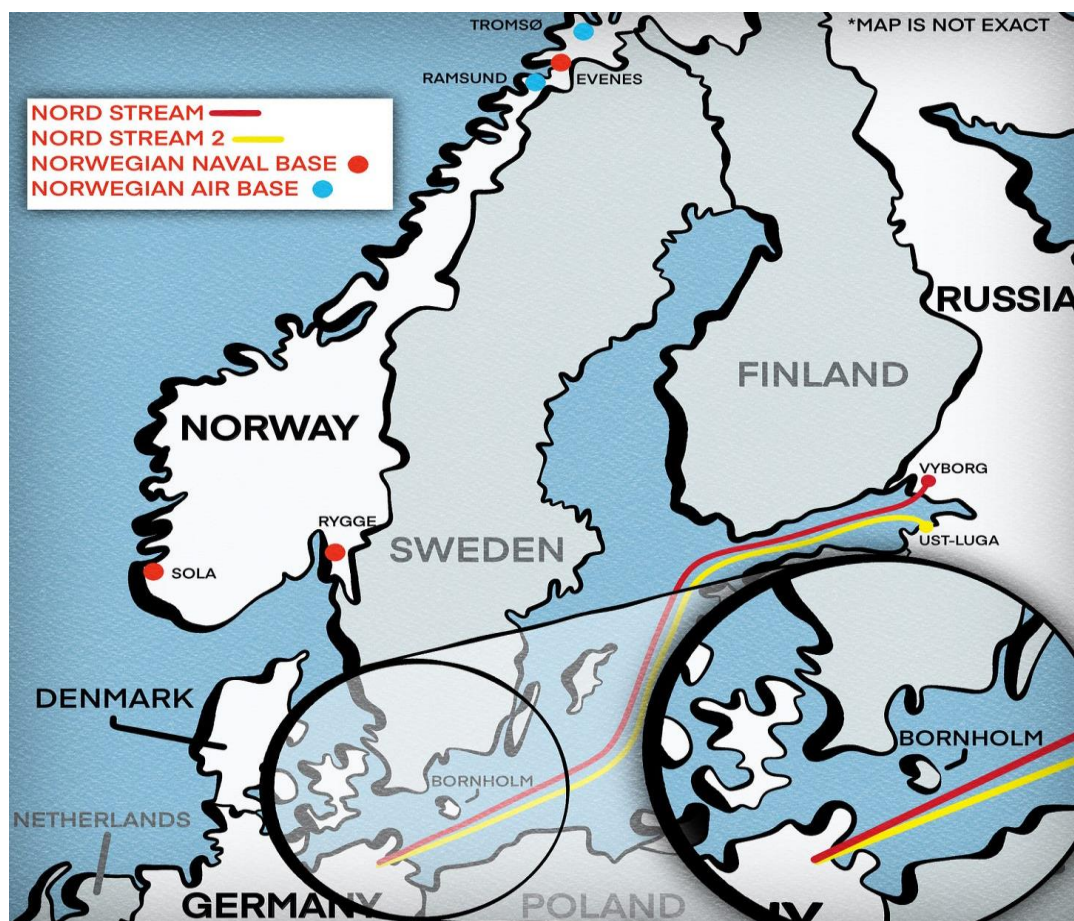 TROMSØ
*MAP IS NOT EXACT
RAMSUND
EVENES
NORD STREAM
NORD STREAM 2
NORWEGIAN NAVAL BASE
NORWEGIAN AIR BASE
RUSSIA
FINLAND
NORWAY
VYBORG
RYGGE
UST-LUGA
SWEDEN
SOLA
DENMARK
BORNHOLM
BORNHOLM
NETHERLANDS
GERMANY
POLAND
NY